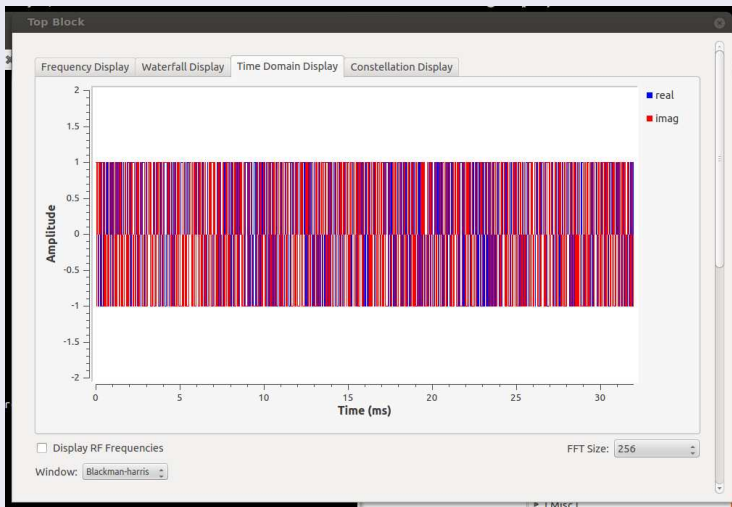 Top Block
Frequency Display Waterfall Display Time Domain Display Constellation Display
2
1.5
1
0.5
0
-0.5
-1
-1.5
-2
Amplitude
real
imag
0 5 10 15 20 25 30
Time (ms)
Display RF Frequencies
FFT Size: 256
Window: Blackman-harris
[ Misc ]